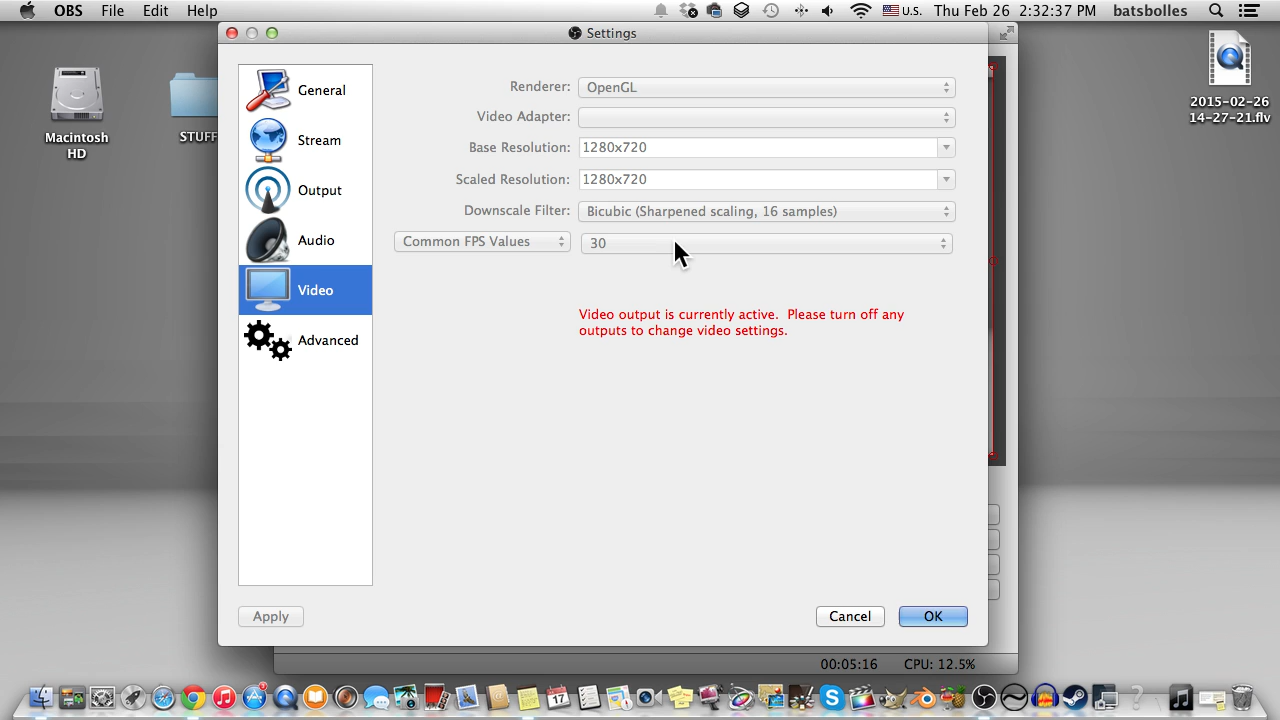 OBS File Edit Help U.S. Thu Feb 26 2:32:37 PM batsbolles
Settings
Macintosh
HD
STUFF
2015-02-26
14-27-21.flv
General
Stream
Output
Audio
Video
Advanced
Renderer: OpenGL
Video Adapter:
Base Resolution: 1280x720
Scaled Resolution: 1280x720
Downscale Filter: Bicubic (Sharpened scaling, 16 samples)
Common FPS Values 30
Video output is currently active. Please turn off any
outputs to change video settings.
Apply Cancel OK
00:05:16 CPU: 12.5%